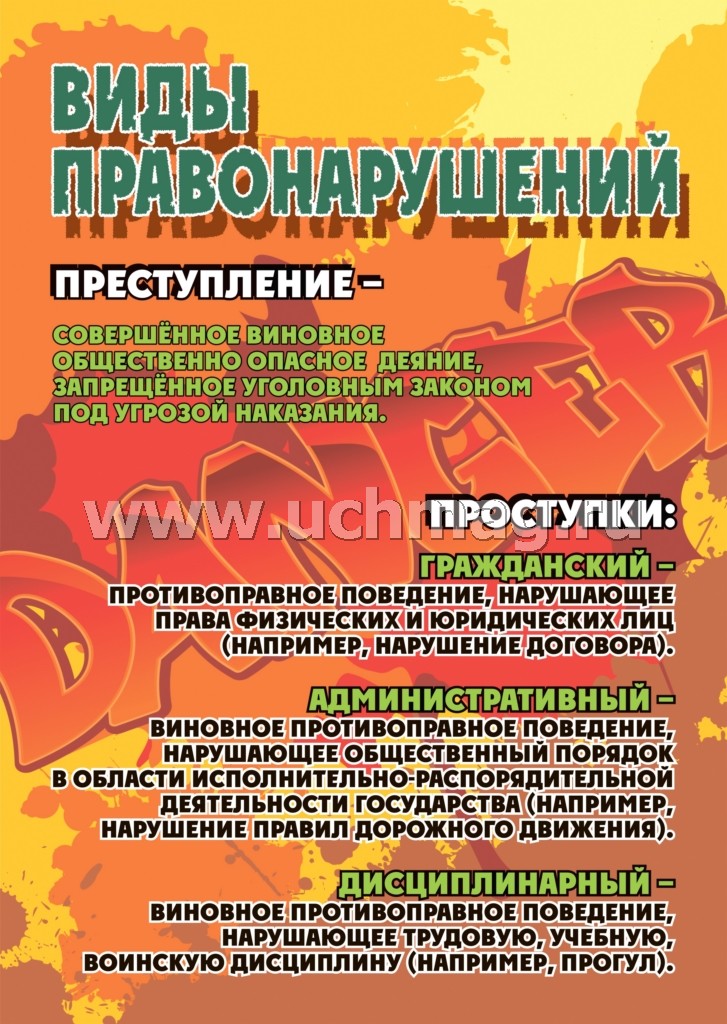 ВИДЫ
ПРАВОНАРУШЕНИЙ
ПРЕСТУПЛЕНИЕ –
СОВЕРШЁННОЕ ВИНОВНОЕ
ОБЩЕСТВЕННО ОПАСНОЕ ДЕЯНИЕ,
ЗАПРЕЩЁННОЕ УГОЛОВНЫМ ЗАКОНОМ
ПОД УГРОЗОЙ НАКАЗАНИЯ.
DANGER
www.uchmag.ru
ПРОСТУПКИ:
ГРАЖДАНСКИЙ –
ПРОТИВОПРАВНОЕ ПОВЕДЕНИЕ, НАРУШАЮЩЕЕ
ПРАВА ФИЗИЧЕСКИХ И ЮРИДИЧЕСКИХ ЛИЦ
(НАПРИМЕР, НАРУШЕНИЕ ДОГОВОРА).
АДМИНИСТРАТИВНЫЙ –
ВИНОВНОЕ ПРОТИВОПРАВНОЕ ПОВЕДЕНИЕ,
НАРУШАЮЩЕЕ ОБЩЕСТВЕННЫЙ ПОРЯДОК
В ОБЛАСТИ ИСПОЛНИТЕЛЬНО-РАСПОРЯДИТЕЛЬНОЙ
ДЕЯТЕЛЬНОСТИ ГОСУДАРСТВА (НАПРИМЕР,
НАРУШЕНИЕ ПРАВИЛ ДОРОЖНОГО ДВИЖЕНИЯ).
ДИСЦИПЛИНАРНЫЙ –
ВИНОВНОЕ ПРОТИВОПРАВНОЕ ПОВЕДЕНИЕ,
НАРУШАЮЩЕЕ ТРУДОВУЮ, УЧЕБНУЮ,
ВОИНСКУЮ ДИСЦИПЛИНУ (НАПРИМЕР, ПРОГУЛ).